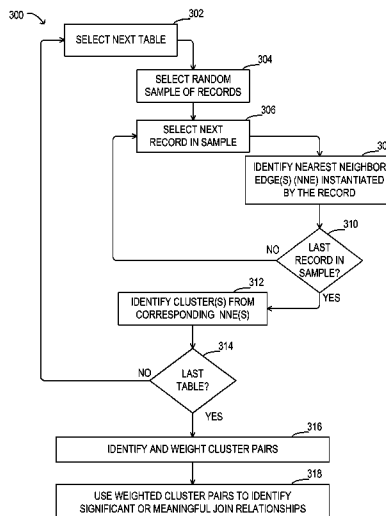 300
302
SELECT NEXT TABLE
304
SELECT RANDOM
SAMPLE OF RECORDS
306
SELECT NEXT
RECORD IN SAMPLE
IDENTIFY NEAREST NEIGHBOR
EDGE(S) (NNE) INSTANTIATED
BY THE RECORD
310
LAST
RECORD IN
SAMPLE?
NO
YES
312
IDENTIFY CLUSTER(S) FROM
CORRESPONDING NNE(S)
314
LAST
TABLE?
NO
YES
316
IDENTIFY AND WEIGHT CLUSTER PAIRS
318
USE WEIGHTED CLUSTER PAIRS TO IDENTIFY
SIGNIFICANT OR MEANINGFUL JOIN RELATIONSHIPS